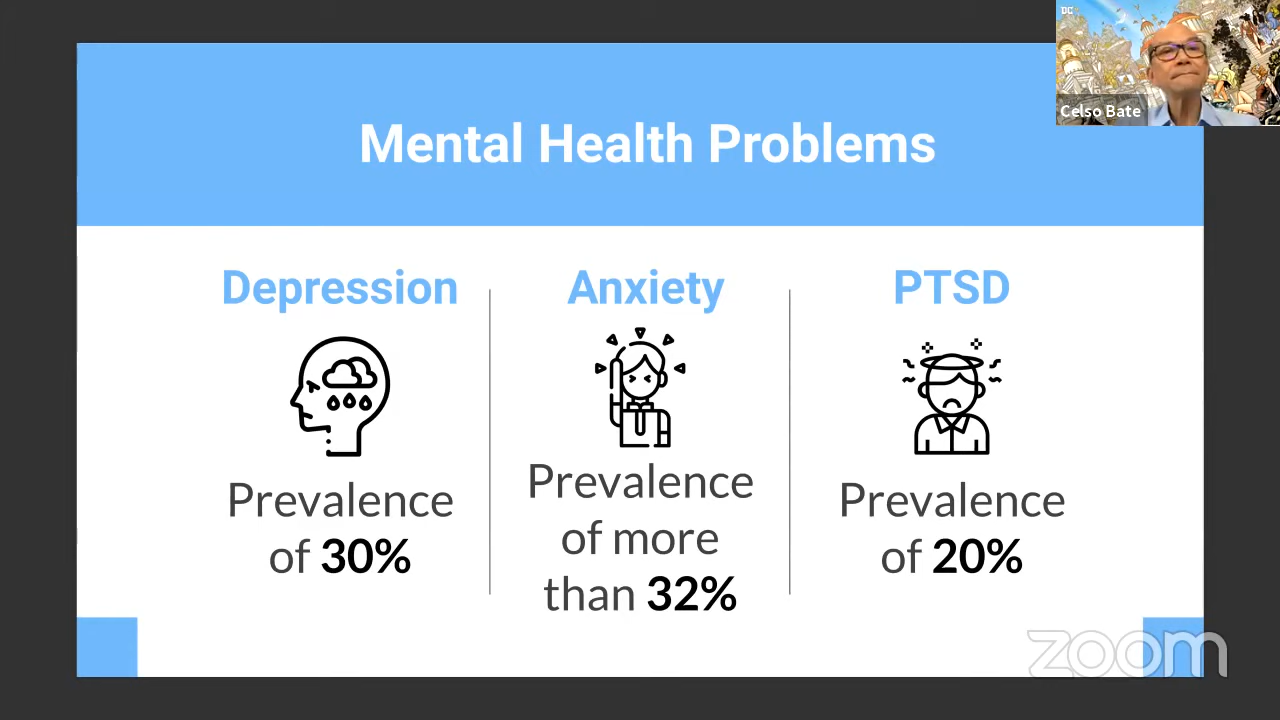 DC
Celso Bate
Mental Health Problems
Depression
Prevalence
of 30%
Anxiety
Prevalence
of more
than 32%
PTSD
Prevalence
of 20%
zoom